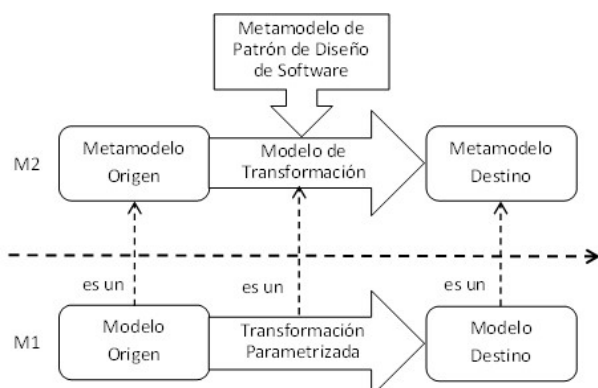 Metamodelo de
Patrón de Diseño
de Software
M2
Metamodelo
Origen
Modelo de
Transformación
Metamodelo
Destino
es un
es un
es un
M1
Modelo
Origen
Transformación
Parametrizada
Modelo
Destino